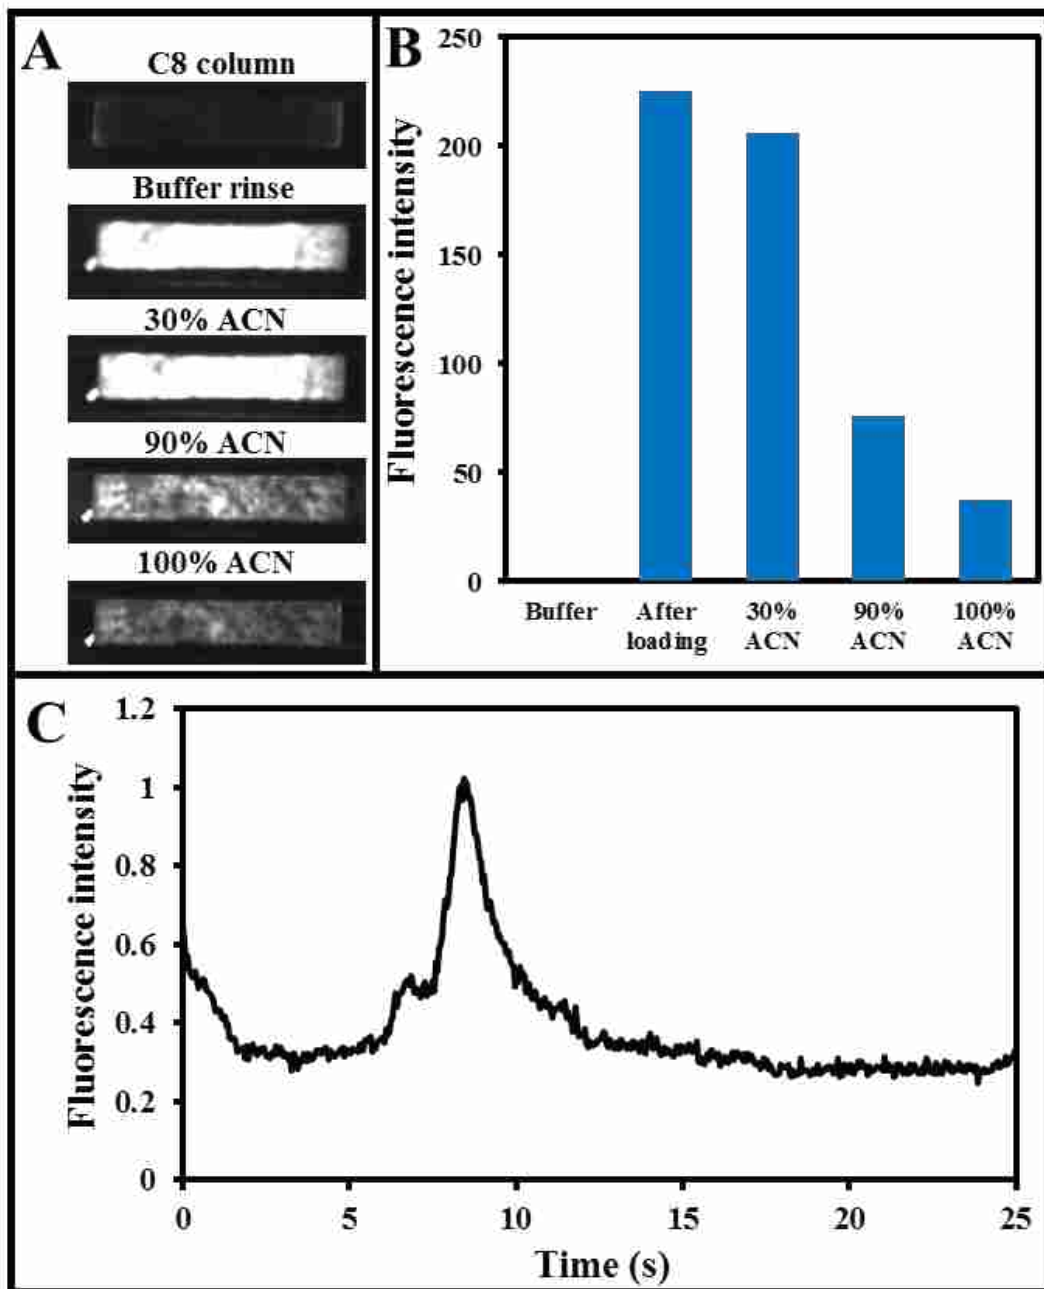 A
C8 column
Buffer rinse
30% ACN
90% ACN
100% ACN
B
Fluorescence intensity
250
200
150
100
50
0
Buffer
After
loading
30%
ACN
90%
ACN
100%
ACN
C
Fluorescence intensity
1.2
1
0.8
0.6
0.4
0.2
0
0 5 10 15 20 25
Time (s)